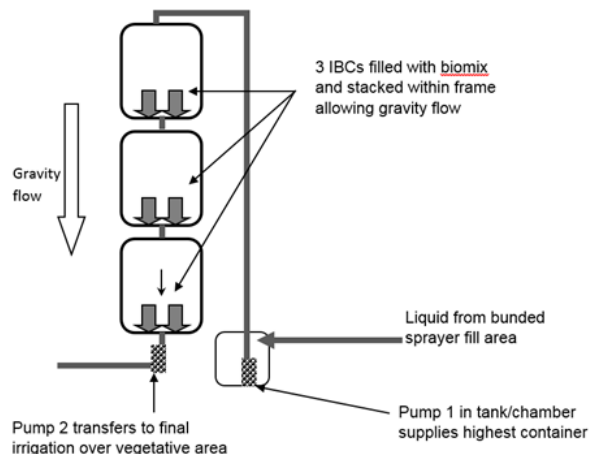 3 IBCs filled with biomix
and stacked within frame
allowing gravity flow
Gravity
flow
Liquid from bunded
sprayer fill area
Pump 1 in tank/chamber
supplies highest container
Pump 2 transfers to final
irrigation over vegetative area